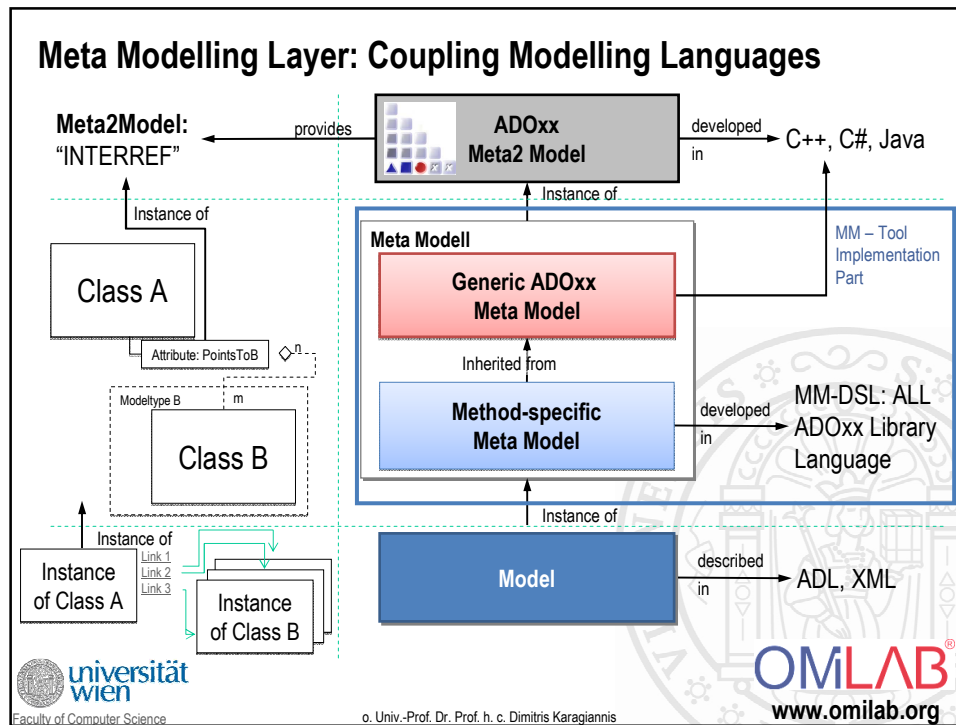 Meta Modelling Layer: Coupling Modelling Languages
Meta2Model:
“INTERREF”
provides
ADOxx
Meta2 Model
developed
in
C++, C#, Java
Instance of
Instance of
Class A
Attribute: PointsToB
n
Modeltype B
m
Class B
Meta Modell
Generic ADOxx
Meta Model
MM – Tool
Implementation
Part
Inherited from
Method-specific
Meta Model
developed
in
MM-DSL: ALL
ADOxx Library
Language
Instance of
Instance of
Instance
of Class A
Link 1
Link 2
Link 3
Instance
of Class B
Model
described
in
ADL, XML
universität
wien
Faculty of Computer Science
o. Univ.-Prof. Dr. Prof. h. c. Dimitris Karagiannis
OMiLAB®
www.omilab.org